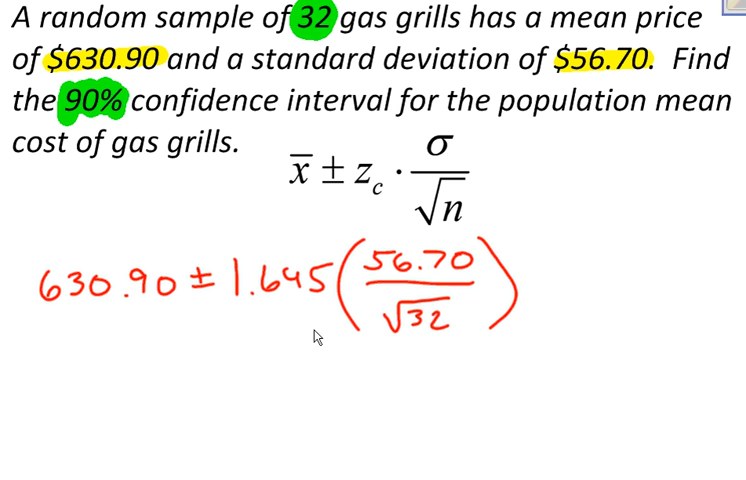 A random sample of 32 gas grills has a mean price
of $630.90 and a standard deviation of $56.70. Find
the 90% confidence interval for the population mean
cost of gas grills.
x̄ ± z_c · σ/√n
630.90 ± 1.645 (56.70/√32)